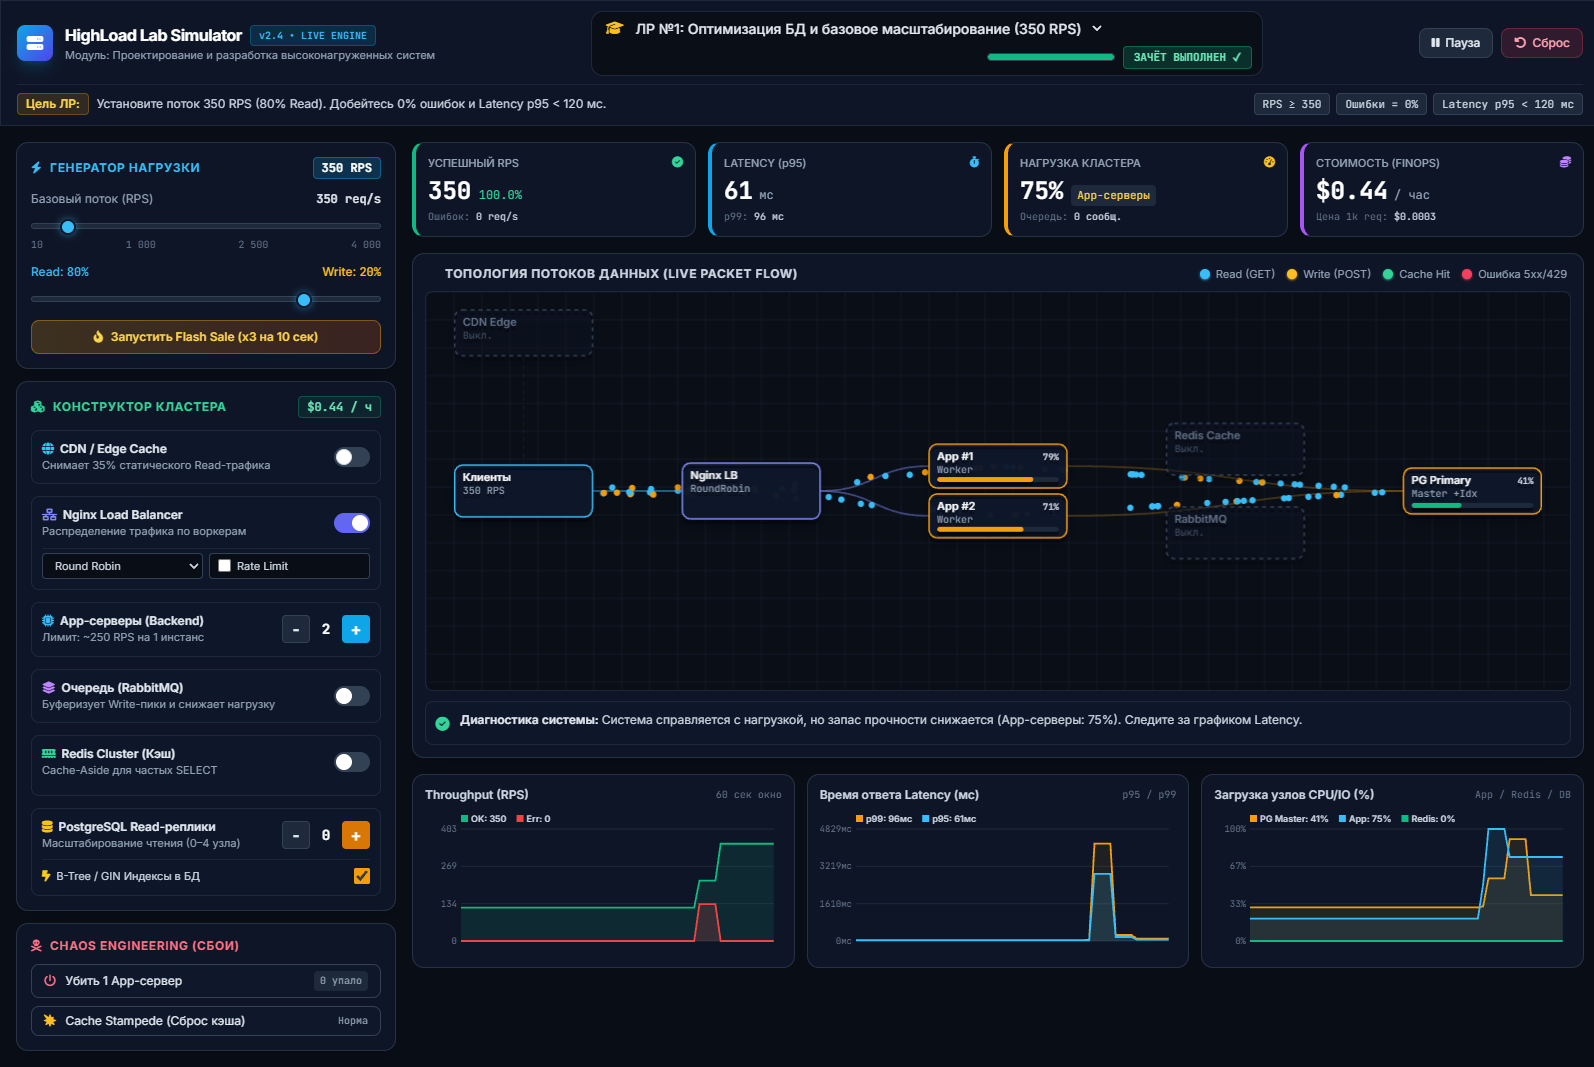 HighLoad Lab Simulator v2.4 • LIVE ENGINE
Модуль: Проектирование и разработка высоконагруженных систем
ЛР №1: Оптимизация БД и базовое масштабирование (350 RPS)
ЗАЧЁТ ВЫПОЛНЕН ✓
Пауза
Сброс
Цель ЛР: Установите поток 350 RPS (80% Read). Добейтесь 0% ошибок и Latency p95 < 120 мс.
RPS ≥ 350
Ошибки = 0%
Latency p95 < 120 мс
ГЕНЕРАТОР НАГРУЗКИ 350 RPS
Базовый поток (RPS) 350 req/s
10 1 000 2 500 4 000
Read: 80% Write: 20%
Запустить Flash Sale (x3 на 10 сек)
КОНСТРУКТОР КЛАСТЕРА $0.44 / ч
CDN / Edge Cache
Снимает 35% статического Read-трафика
Nginx Load Balancer
Распределение трафика по воркерам
Round Robin Rate Limit
App-серверы (Backend)
Лимит: ~250 RPS на 1 инстанс
- 2 +
Очередь (RabbitMQ)
Буферизует Write-пики и снижает нагрузку
Redis Cluster (Кэш)
Cache-Aside для частых SELECT
PostgreSQL Read-реплики
Масштабирование чтения (0–4 узла)
- 0 +
B-Tree / GIN Индексы в БД
CHAOS ENGINEERING (СБОИ)
Убить 1 App-сервер 0 упало
Cache Stampede (Сброс кэша) Норма
УСПЕШНЫЙ RPS
350 100.0%
Ошибок: 0 req/s
LATENCY (p95)
61 мс
p99: 96 мс
НАГРУЗКА КЛАСТЕРА
75% App-серверы
Очередь: 0 сообщ.
СТОИМОСТЬ (FINOPS)
$0.44 / час
Цена 1k req: $0.0003
ТОПОЛОГИЯ ПОТОКОВ ДАННЫХ (LIVE PACKET FLOW)
Read (GET) Write (POST) Cache Hit Ошибка 5xx/429
CDN Edge
Выкл.
Клиенты
350 RPS
Nginx LB
RoundRobin
App #1 79%
Worker
App #2 71%
Worker
Redis Cache
Выкл.
RabbitMQ
Выкл.
PG Primary 41%
Master +Idx
Диагностика системы: Система справляется с нагрузкой, но запас прочности снижается (App-серверы: 75%). Следите за графиком Latency.
Throughput (RPS) 60 сек окно
OK: 350 Err: 0
403
269
134
0
Время ответа Latency (мс) p95 / p99
p99: 96мс p95: 61мс
4829мс
3219мс
1610мс
0мс
Загрузка узлов CPU/IO (%) App / Redis / DB
PG Master: 41% App: 75% Redis: 0%
100%
67%
33%
0%